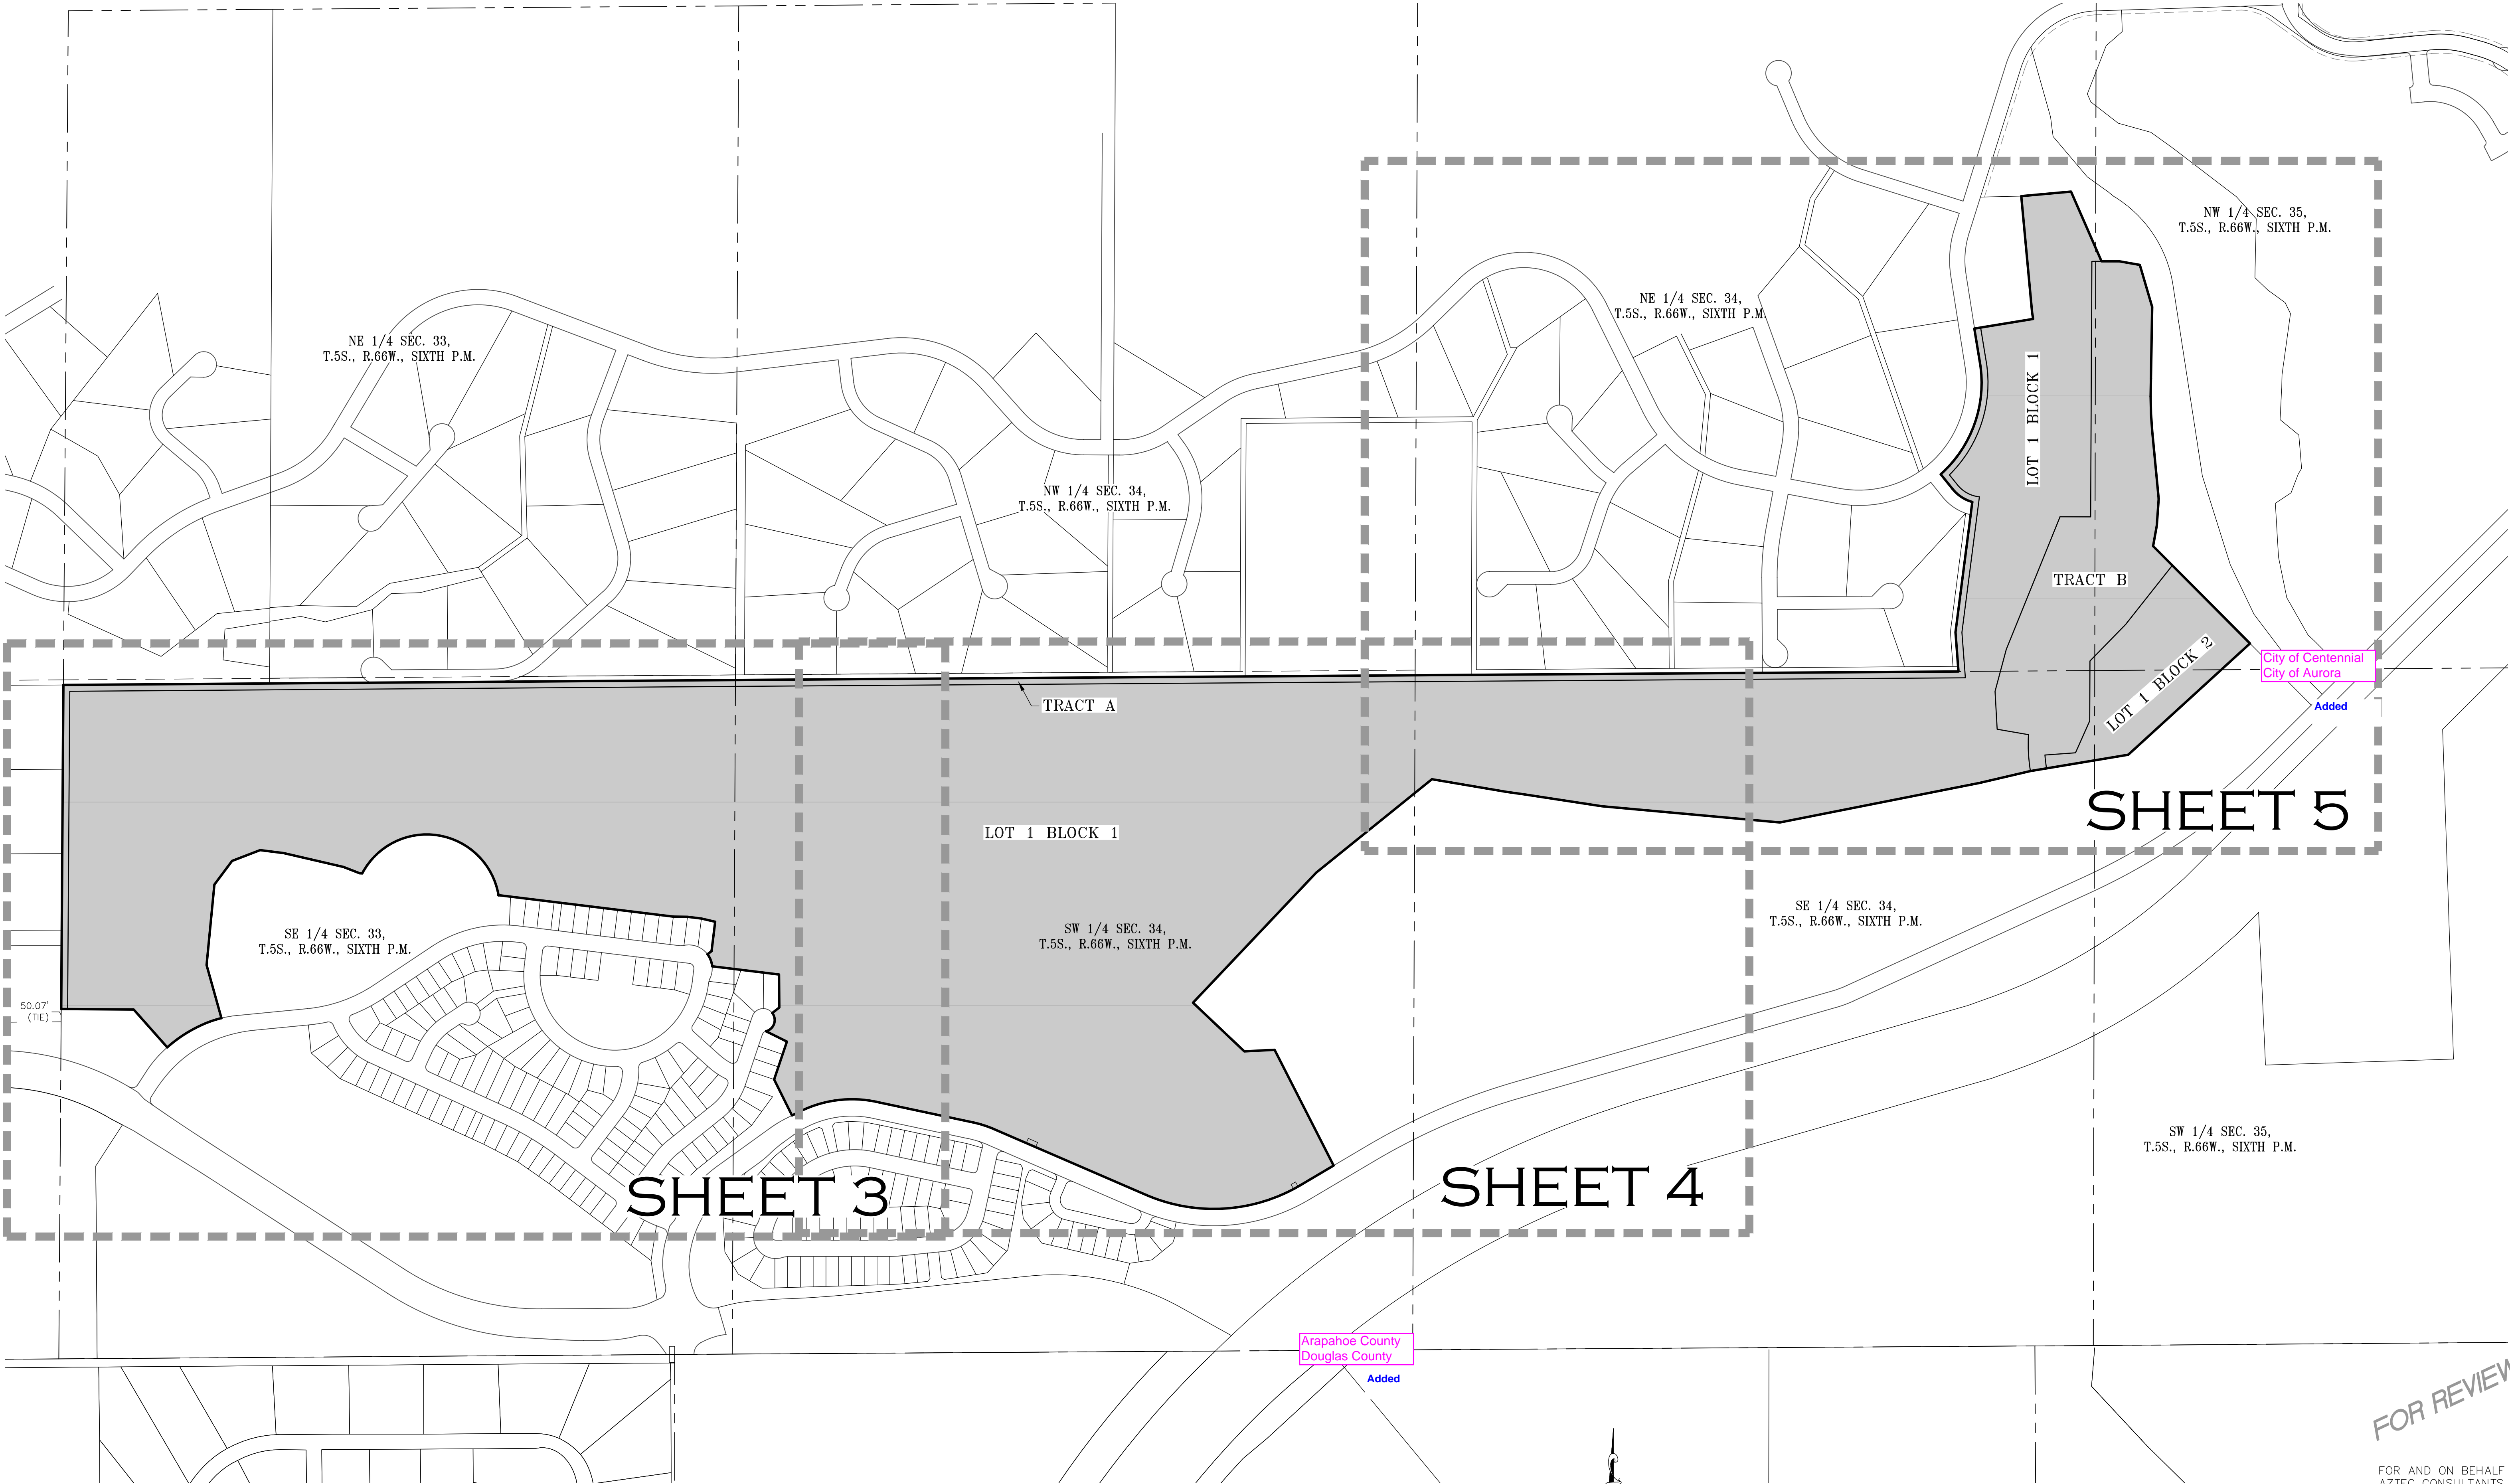 NW 1/4 SEC. 35,
T.5S., R.66W., SIXTH P.M.
NE 1/4 SEC. 34,
T.5S., R.66W., SIXTH P.M.
NE 1/4 SEC. 33,
T.5S., R.66W., SIXTH P.M.
LOT 1 BLOCK 1
NW 1/4 SEC. 34,
T.5S., R.66W., SIXTH P.M.
TRACT B
LOT 1 BLOCK 2
City of Centennial
City of Aurora
Added
TRACT A
SHEET 5
LOT 1 BLOCK 1
SE 1/4 SEC. 34,
T.5S., R.66W., SIXTH P.M.
SW 1/4 SEC. 34,
T.5S., R.66W., SIXTH P.M.
SE 1/4 SEC. 33,
T.5S., R.66W., SIXTH P.M.
50.07'
(TIE)
SW 1/4 SEC. 35,
T.5S., R.66W., SIXTH P.M.
SHEET 3
SHEET 4
Arapahoe County
Douglas County
Added
FOR REVIEW
FOR AND ON BEHALF
AZTEC CONSULTANTS